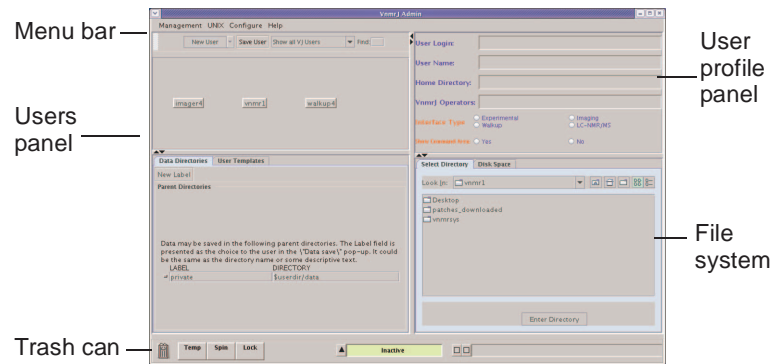 VnmrJ Admin
Menu bar
Management UNIX Configure Help
New User Save User Show all VJ Users Find:
User Login:
User Name:
Home Directory:
VnmrJ Operators:
Interface Type Experimental Imaging
Walkup LC-NMR/MS
Yes No
User profile panel
Users panel
imager4 vnmr1 walkup4
Data Directories User Templates
New Label
Parent Directories
Data may be saved in the following parent directories. The Label field is
presented as the choice to the user in the \"Data save\" pop-up. It could
be the same as the directory name or some descriptive text.
LABEL DIRECTORY
private $userdir/data
Select Directory Disk Space
Look In: vnmr1
Desktop
patches_downloaded
vnmrsys
Enter Directory
File system
Trash can
Temp Spin Lock Inactive